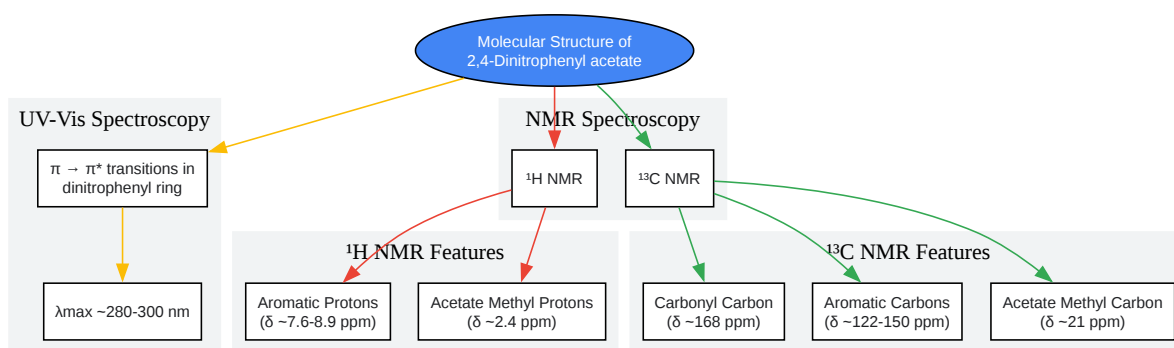 Molecular Structure of
2,4-Dinitrophenyl acetate
UV-Vis Spectroscopy
NMR Spectroscopy
π → π* transitions in
dinitrophenyl ring
¹H NMR
¹³C NMR
¹H NMR Features
¹³C NMR Features
λmax ~280-300 nm
Aromatic Protons
(δ ~7.6-8.9 ppm)
Acetate Methyl Protons
(δ ~2.4 ppm)
Carbonyl Carbon
(δ ~168 ppm)
Aromatic Carbons
(δ ~122-150 ppm)
Acetate Methyl Carbon
(δ ~21 ppm)